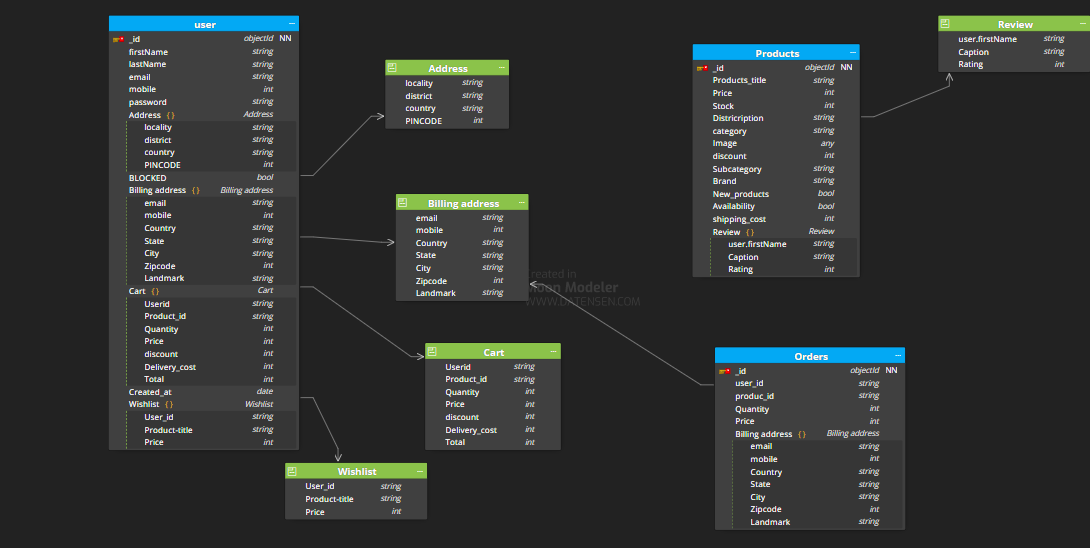 user
_id objectId NN
firstName string
lastName string
email string
mobile int
password string
Address {} Address
locality string
district string
country string
PINCODE int
BLOCKED bool
Billing address {} Billing address
email string
mobile int
Country string
State string
City string
Zipcode int
Landmark string
Cart {} Cart
Userid string
Product_id string
Quantity int
Price int
discount int
Delivery_cost int
Total int
Created_at date
Wishlist {} Wishlist
User_id string
Product-title string
Price int
Address
locality string
district string
country string
PINCODE int
Billing address
email string
mobile int
Country string
State string
City string
Zipcode int
Landmark string
Cart
Userid string
Product_id string
Quantity int
Price int
discount int
Delivery_cost int
Total int
Wishlist
User_id string
Product-title string
Price int
reated in
oon Modeler
WWW.DATENSEN.COM
Products
_id objectId NN
Products_title string
Price int
Stock int
Districription string
category string
Image any
discount int
Subcategory string
Brand string
New_products bool
Availability bool
shipping_cost int
Review {} Review
user.firstName string
Caption string
Rating int
Review
user.firstName string
Caption string
Rating int
Orders
_id objectId NN
user_id string
produc_id string
Quantity int
Price int
Billing address {} Billing address
email string
mobile int
Country string
State string
City string
Zipcode int
Landmark string